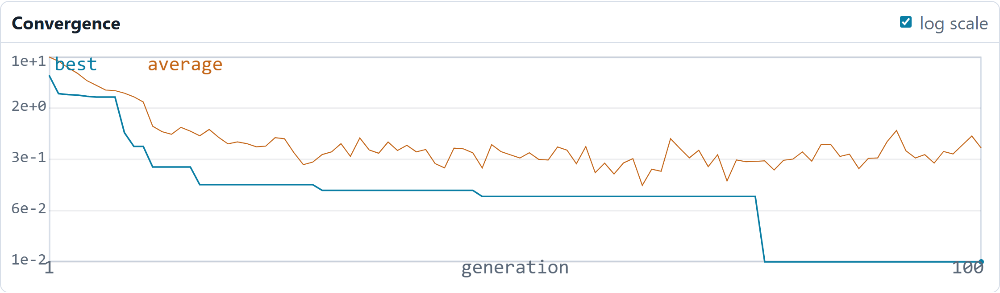 Convergence
log scale
best
average
1e+1
2e+0
3e-1
6e-2
1e-2
1
generation
100